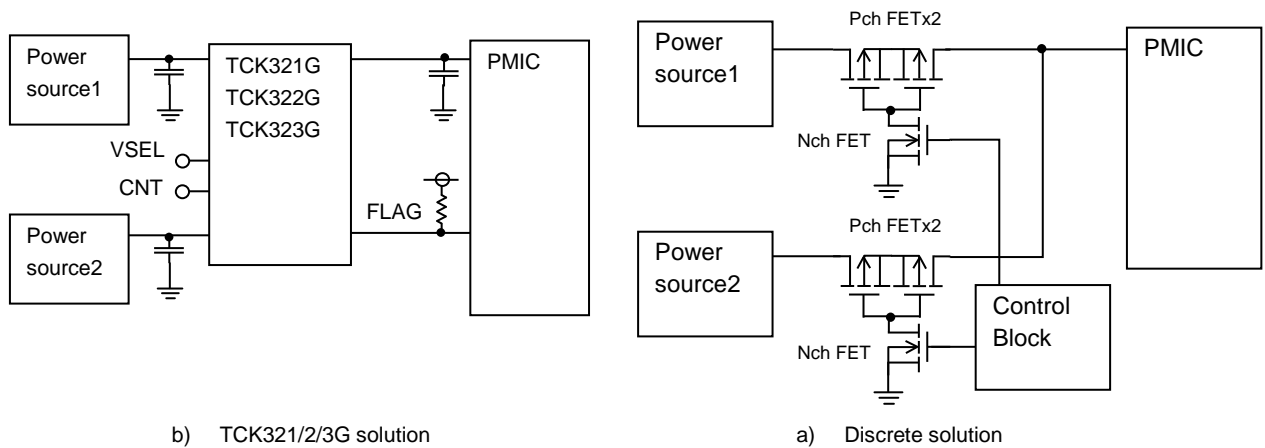 Power
source1
TCK321G
TCK322G
TCK323G
PMIC
VSEL
CNT
FLAG
Power
source2
b) TCK321/2/3G solution
Pch FETx2
Power
source1
PMIC
Nch FET
Pch FETx2
Power
source2
Control
Block
Nch FET
a) Discrete solution